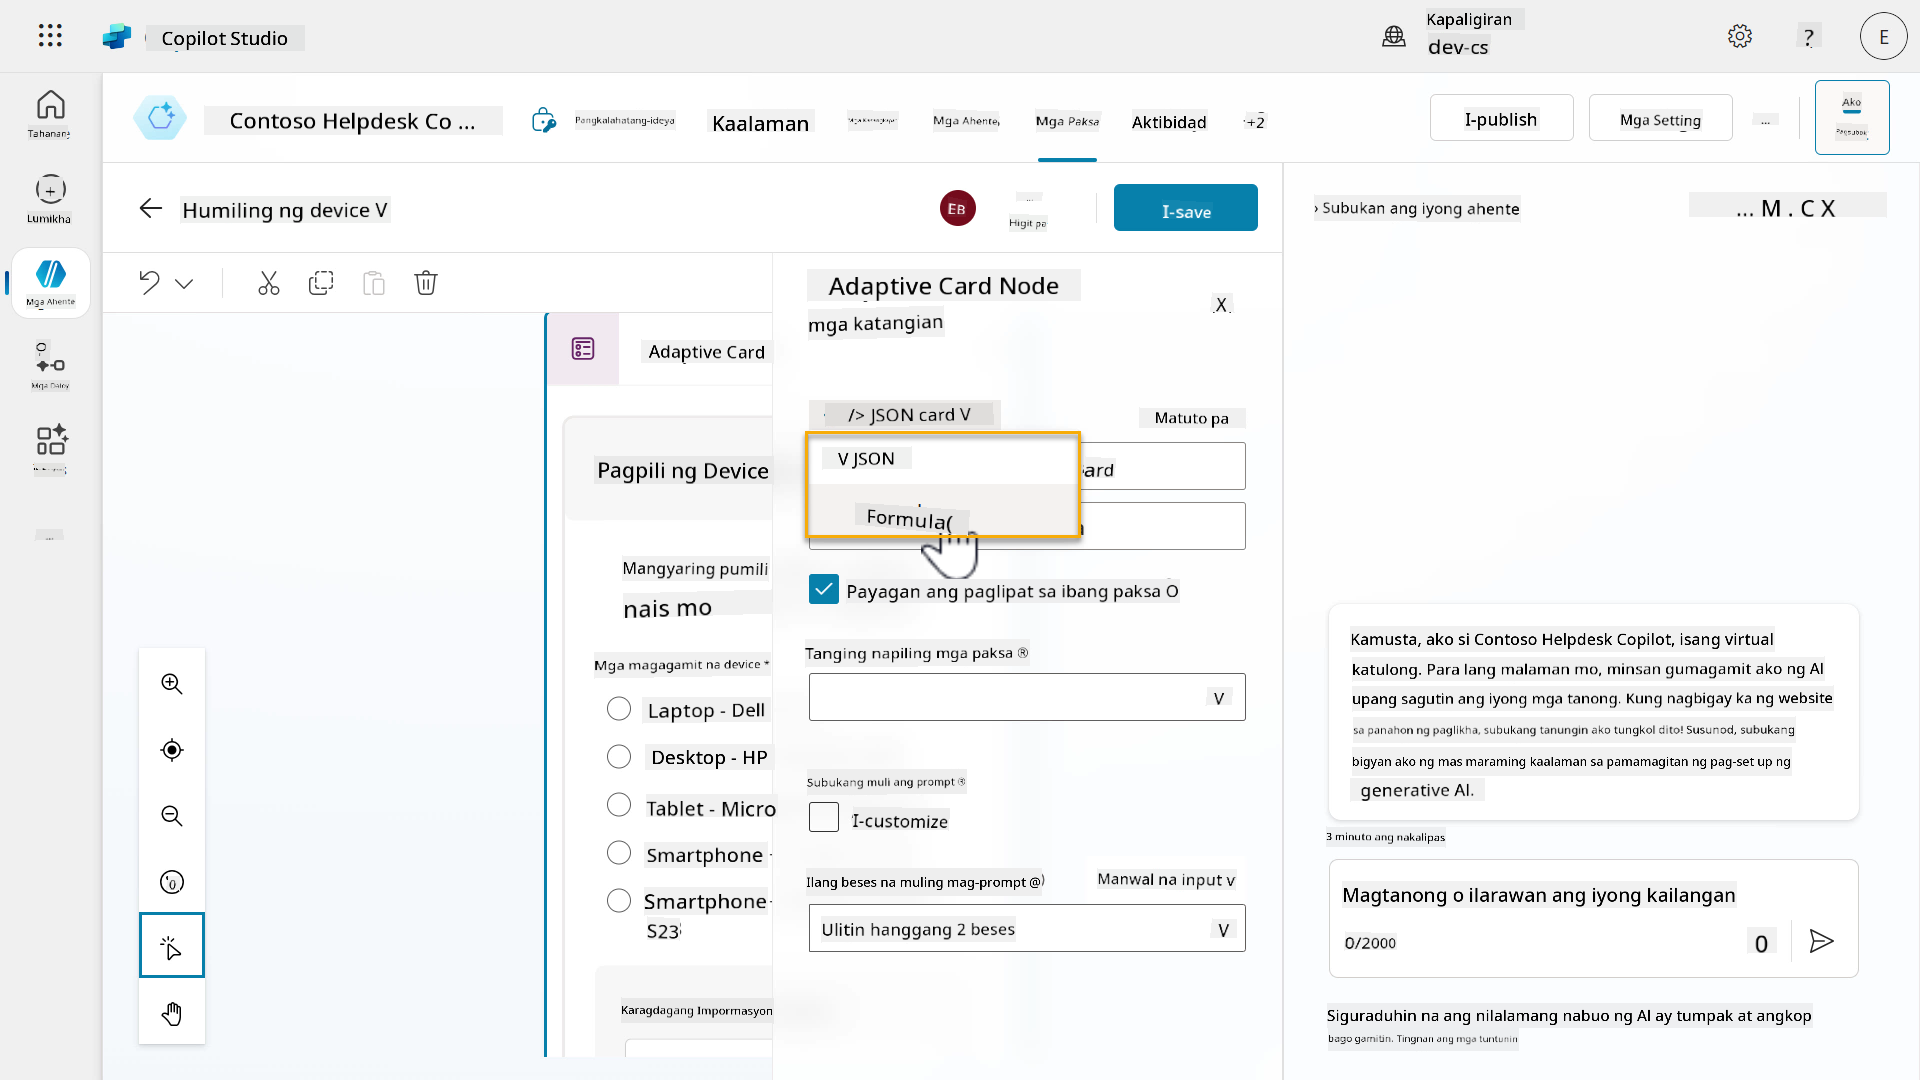 Copilot Studio
Kapaligiran
dev-cs
?
E
Contoso Helpdesk Co ...
Pangkalahatang-ideya
Kaalaman
Mga Ahente
Mga Paksa
Aktibidad
+2
I-publish
Mga Setting
...
Ako
Tahanan
Lumikha
Mga Ahente
Humiling ng device V
EB
Higit pa
I-save
› Subukan ang iyong ahente
... M . C X
Adaptive Card Node
mga katangian
X
Adaptive Card
/> JSON card V
Matuto pa
V JSON
ard
Formula(
Pagpili ng Device
Mangyaring pumili
nais mo
Payagan ang paglipat sa ibang paksa O
Tanging napiling mga paksa ®
V
Mga magagamit na device *
Laptop - Dell
Desktop - HP
Tablet - Micro
Smartphone -
Smartphone-
S23
Karagdagang Impormasyon
Subukang muli ang prompt ®
I-customize
Ilang beses na muling mag-prompt @
Manwal na input v
Ulitin hanggang 2 beses
V
Kamusta, ako si Contoso Helpdesk Copilot, isang virtual
katulong. Para lang malaman mo, minsan gumagamit ako ng AI
upang sagutin ang iyong mga tanong. Kung nagbigay ka ng website
sa panahon ng paglikha, subukang tanungin ako tungkol dito! Susunod, subukang
bigyan ako ng mas maraming kaalaman sa pamamagitan ng pag-set up ng
generative AI.
3 minuto ang nakalipas
Magtanong o ilarawan ang iyong kailangan
0/2000
0
Siguraduhin na ang nilalamang nabuo ng AI ay tumpak at angkop
bago gamitin. Tingnan ang mga tuntunin